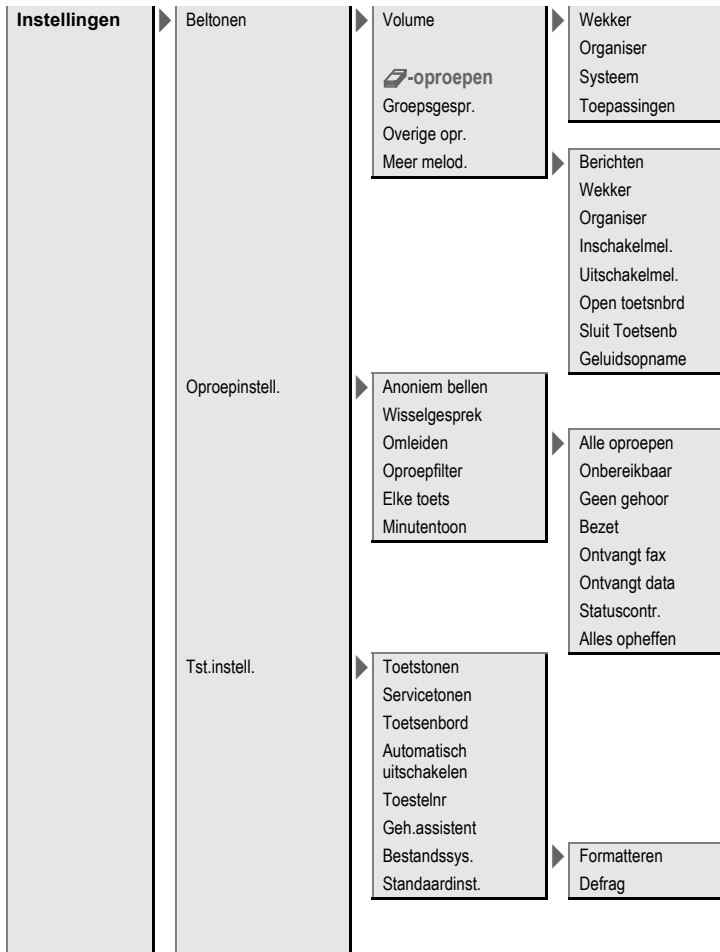 Instellingen
Beltonen
Volume
Wekker
Organiser
Systeem
Toepassingen
-oproepen
Groepsgespr.
Overige opr.
Meer melod.
Berichten
Wekker
Organiser
Inschakelmel.
Uitschakelmel.
Open toetsnbrd
Sluit Toetsenb
Geluidsopname
Oproepinstell.
Anoniem bellen
Wisselgesprek
Omleiden
Alle oproepen
Onbereikbaar
Geen gehoor
Bezet
Ontvangt fax
Ontvangt data
Statuscontr.
Alles opheffen
Oproepfilter
Elke toets
Minutentoon
Tst.instell.
Toetstonen
Servicetonen
Toetsenbord
Automatisch
uitschakelen
Toestelnr
Geh.assistent
Bestandssys.
Formatteren
Defrag
Standaardinst.